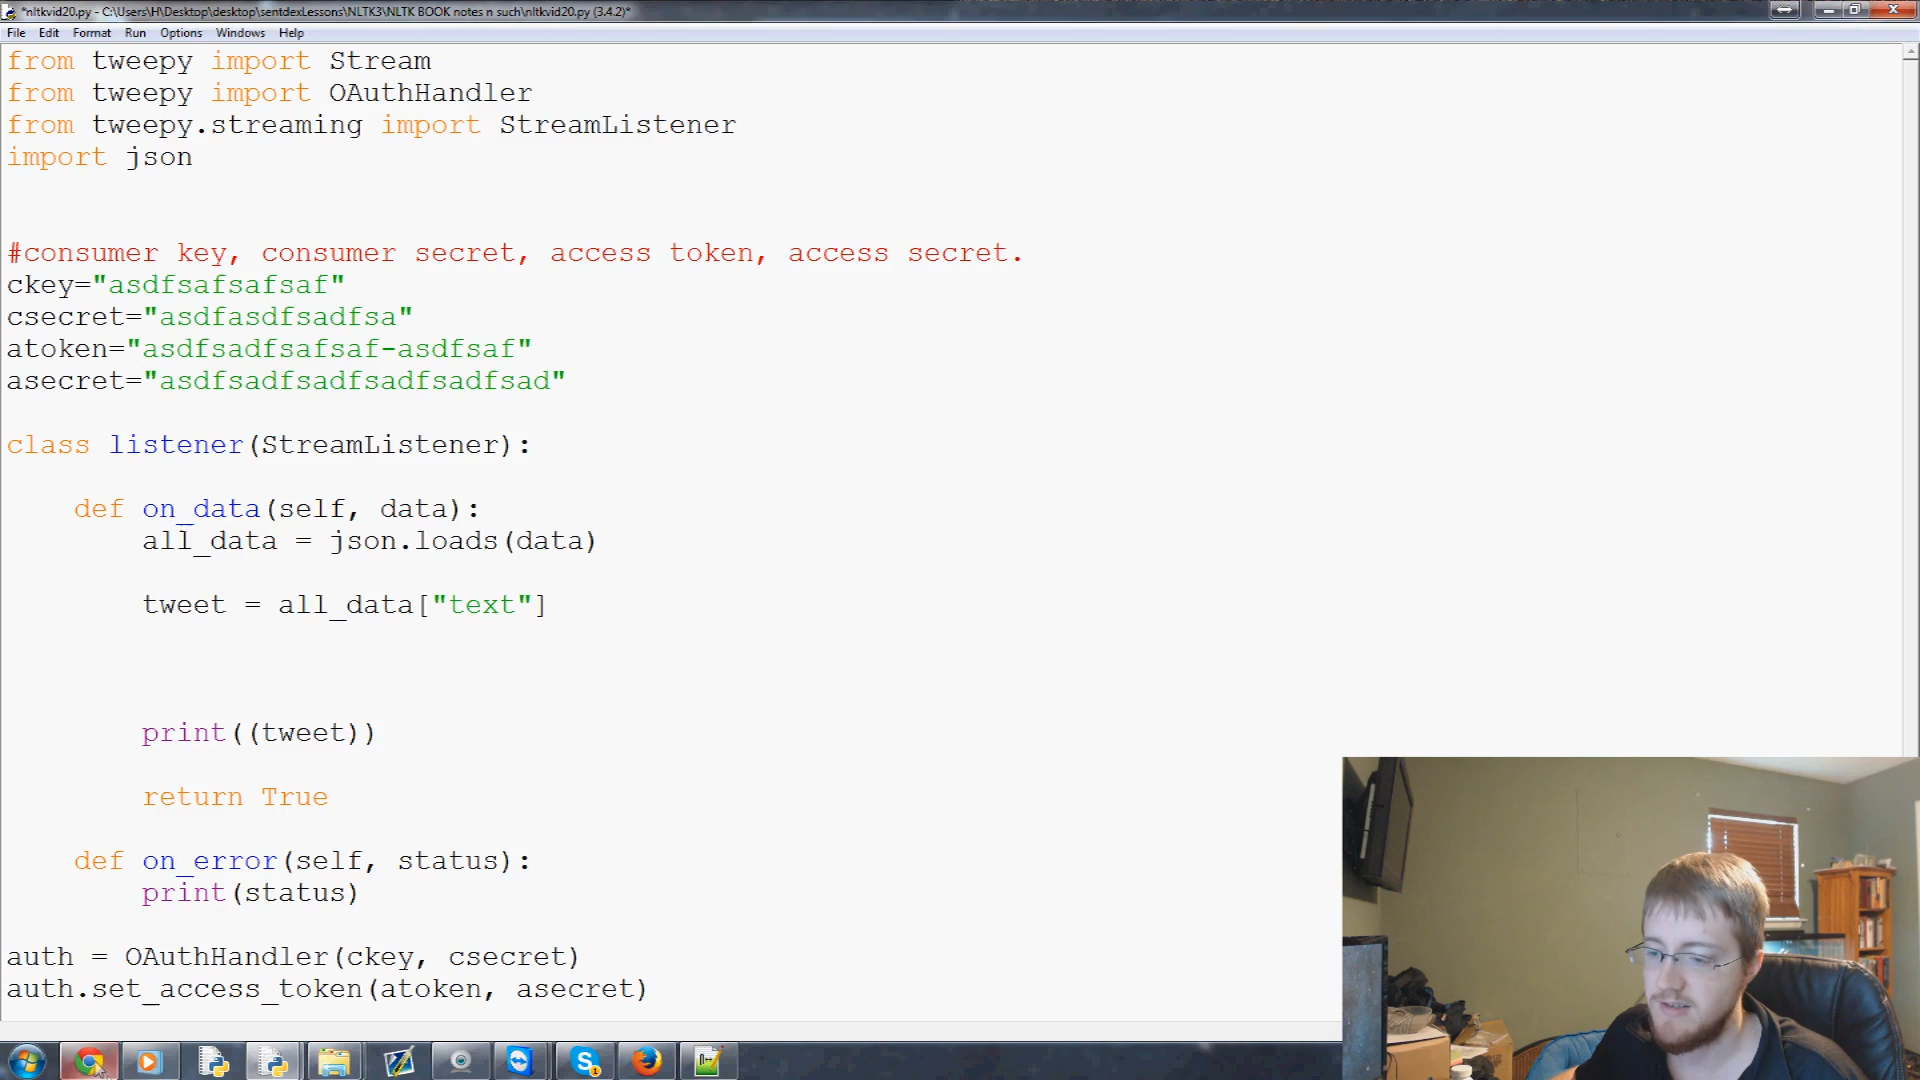 *nltkvid20.py - C:\Users\H\Desktop\desktop\sentdexLessons\NLTK3\NLTK BOOK notes n such\nltkvid20.py (3.4.2)*
File Edit Format Run Options Windows Help
from tweepy import Stream
from tweepy import OAuthHandler
from tweepy.streaming import StreamListener
import json
#consumer key, consumer secret, access token, access secret.
ckey="asdfsafsafsaf"
csecret="asdfasdfsadfsa"
atoken="asdfsadfsafsaf-asdfsaf"
asecret="asdfsadfsadfsadfsadfsad"
class listener(StreamListener):
def on_data(self, data):
all_data = json.loads(data)
tweet = all_data["text"]
print((tweet))
return True
def on_error(self, status):
print(status)
auth = OAuthHandler(ckey, csecret)
auth.set_access_token(atoken, asecret)